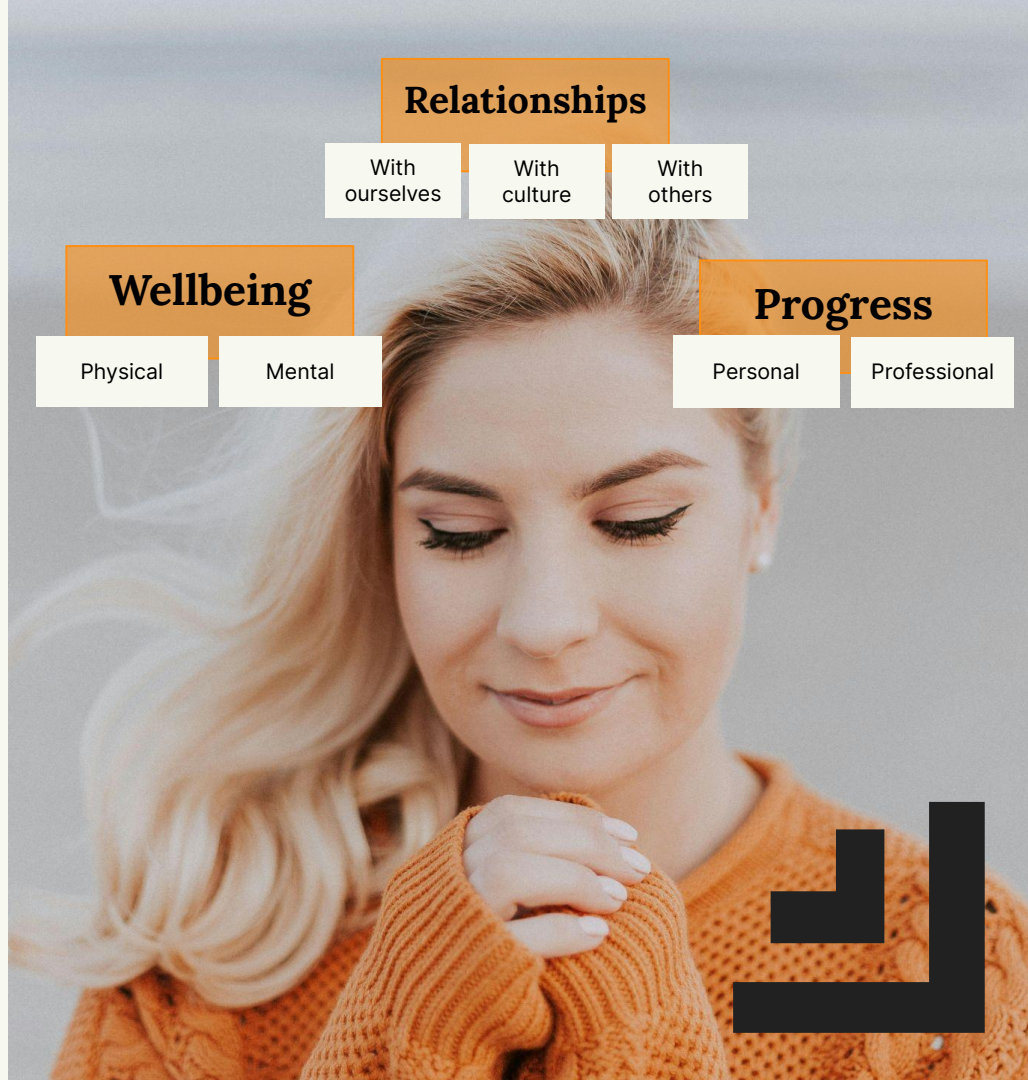 Relationships
With
ourselves
With
culture
With
others
Wellbeing
Physical
Mental
Progress
Personal
Professional